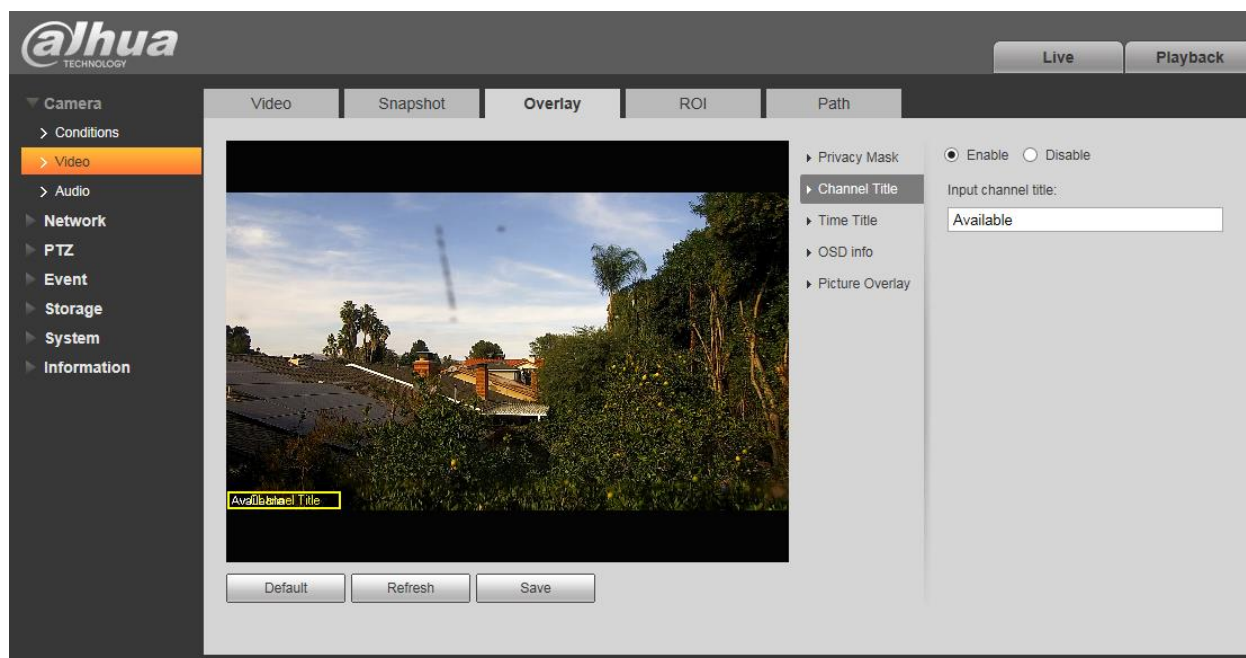 alhua
TECHNOLOGY
Live
Playback
Camera
Conditions
Video
Audio
Network
PTZ
Event
Storage
System
Information
Video
Snapshot
Overlay
ROI
Path
Privacy Mask
Channel Title
Time Title
OSD info
Picture Overlay
Enable
Disable
Input channel title:
Available
Channel Title
Default
Refresh
Save